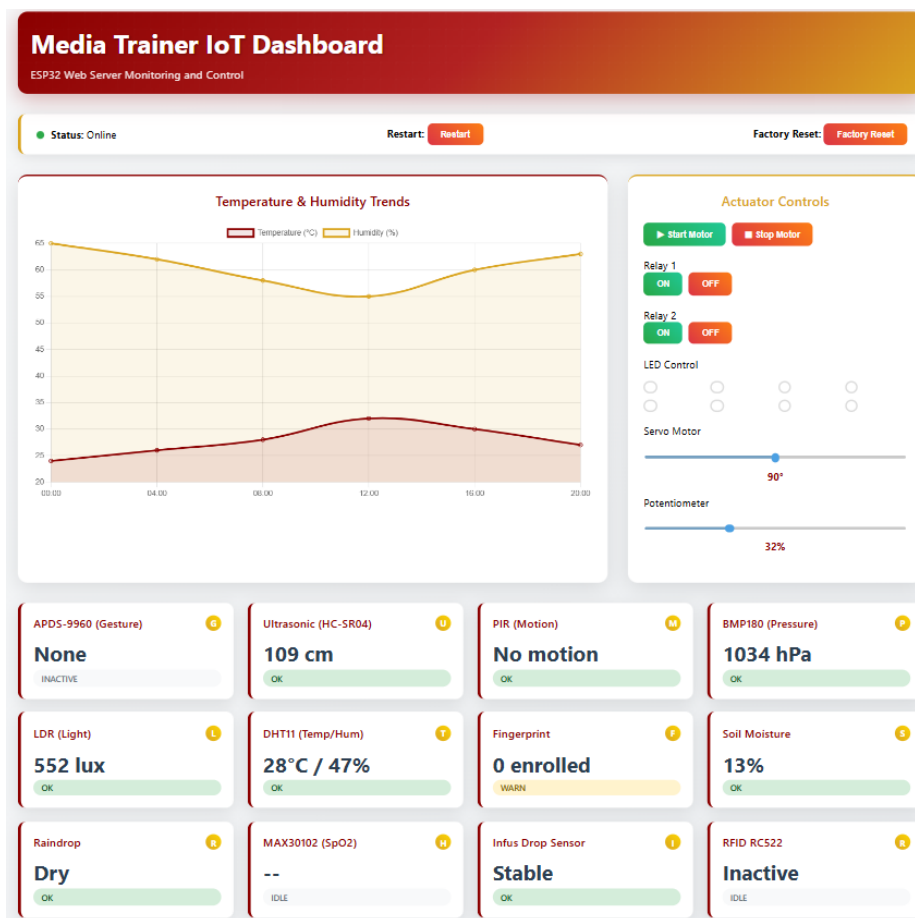 Media Trainer IoT Dashboard
ESP32 Web Server Monitoring and Control
Status: Online
Restart: Restart
Factory Reset: Factory Reset
Temperature & Humidity Trends
Temperature (°C) Humidity (%)
65
60
55
50
45
40
35
30
25
20
00:00 04:00 08:00 12:00 16:00 20:00
Actuator Controls
▶ Start Motor ■ Stop Motor
Relay 1
ON OFF
Relay 2
ON OFF
LED Control
Servo Motor
90°
Potentiometer
32%
APDS-9960 (Gesture) G
None
INACTIVE
Ultrasonic (HC-SR04) U
109 cm
OK
PIR (Motion) M
No motion
OK
BMP180 (Pressure) P
1034 hPa
OK
LDR (Light) L
552 lux
OK
DHT11 (Temp/Hum) T
28°C / 47%
OK
Fingerprint F
0 enrolled
WARN
Soil Moisture S
13%
OK
Raindrop R
Dry
OK
MAX30102 (SpO2) H
--
IDLE
Infus Drop Sensor I
Stable
OK
RFID RC522 R
Inactive
IDLE